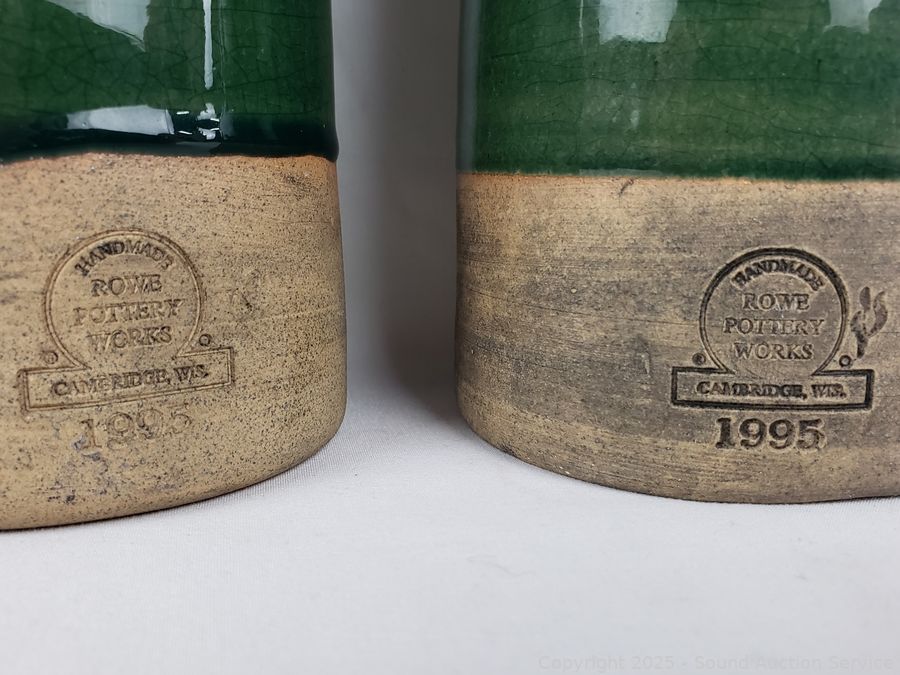 HANDMADE
ROWE
POTTERY
WORKS
CAMBRIDGE, WIS.
1995
HANDMADE
ROWE
POTTERY
WORKS
CAMBRIDGE, WIS.
1995
Copyright 2025 - Sound Auction Service